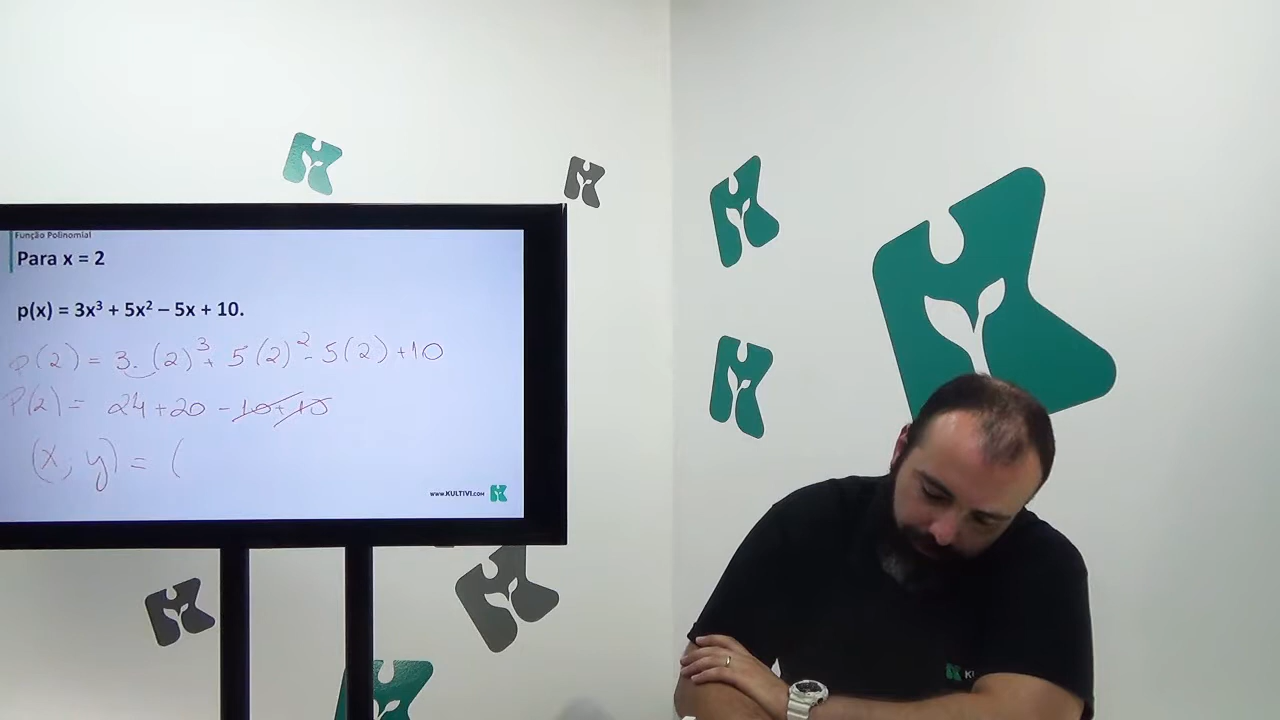 Função Polinomial
Para x = 2
p(x) = 3x³ + 5x² – 5x + 10.
P(2) = 3.(2)³ + 5(2)² - 5(2) + 10
P(2) = 24 + 20 - 10 + 10
(x, y) = (
www.KULTIVI.com